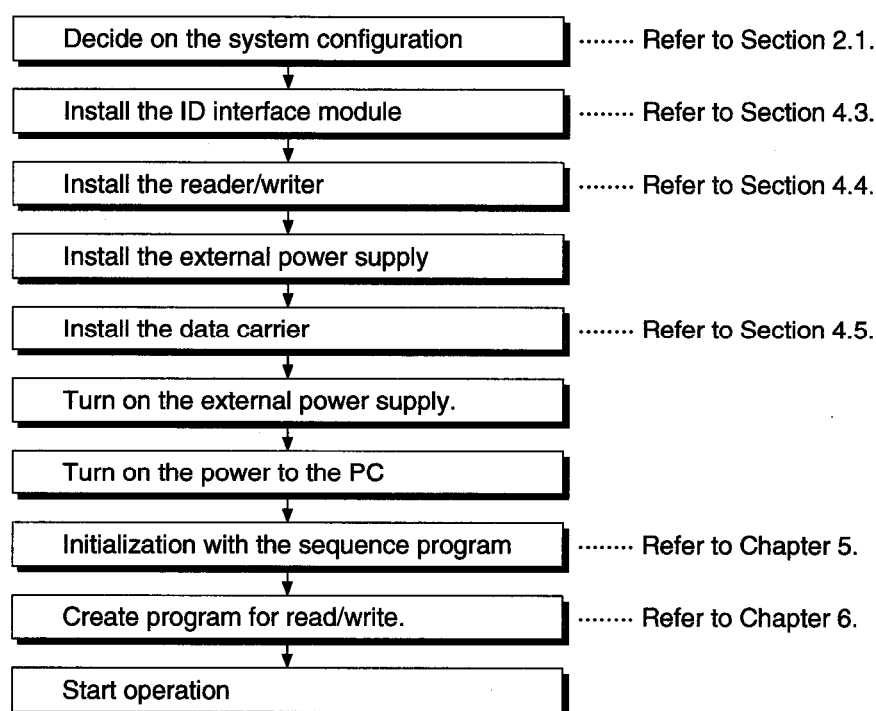 Decide on the system configuration ········ Refer to Section 2.1.
Install the ID interface module ········ Refer to Section 4.3.
Install the reader/writer ········ Refer to Section 4.4.
Install the external power supply
Install the data carrier ········ Refer to Section 4.5.
Turn on the external power supply.
Turn on the power to the PC
Initialization with the sequence program ········ Refer to Chapter 5.
Create program for read/write. ········ Refer to Chapter 6.
Start operation